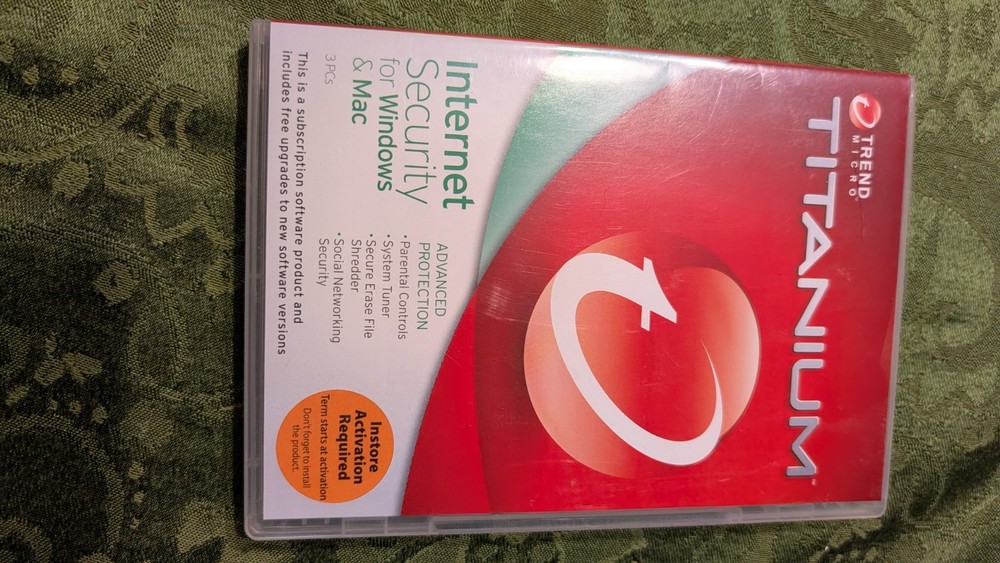 TREND
MICRO
TITANIUM™
Internet
Security
for Windows
& Mac
3 PCs
ADVANCED
PROTECTION
• Parental Controls
• System Tuner
• Secure Erase File
Shredder
• Social Networking
Security
This is a subscription software product and
includes free upgrades to new software versions
Instore
Activation
Required
Term starts at activation
Don't forget to install
the product.